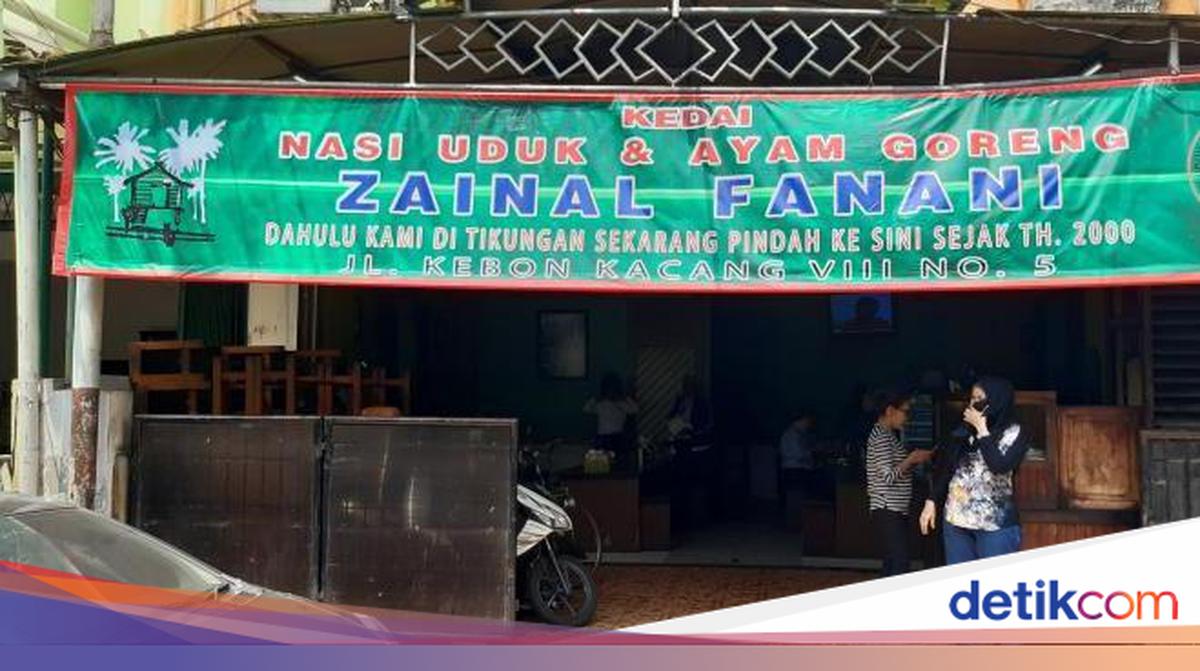 KEDAI
NASI UDUK & AYAM GORENG
ZAINAL FANANI
DAHULU KAMI DI TIKUNGAN SEKARANG PINDAH KE SINI SEJAK TH. 2000
JL. KEBON KACANG VIII NO. 5
detikcom